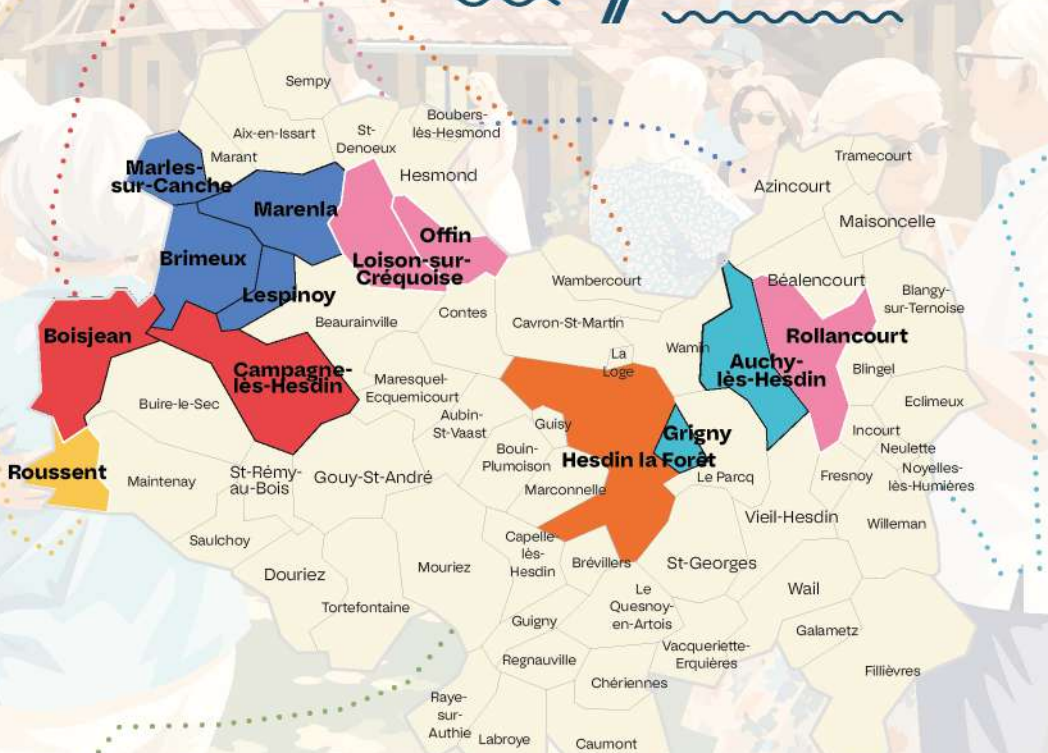 Sempy
Boubers-
lès-Hesmond
Aix-en-Issart
St-
Denoeux
Marant
Hesmond
Tramecourt
Azincourt
Marles-
sur-Canche
Marenla
Maisoncelle
Offin
Brimeux
Loison-sur-
Créquoise
Wambercourt
Béalencourt
Lespinoy
Blangy-
sur-Ternoise
Beaurainville
Contes
Cavron-St-Martin
Boisjean
Rollancourt
Wamin
La
Loge
Auchy-
lès-Hesdin
Blingel
Campagne-
lès-Hesdin
Maresquel-
Ecquemicourt
Buire-le-Sec
Eclimeux
Aubin-
St-Vaast
Guisy
Grigny
Incourt
Neulette
Bouin-
Plumoison
Hesdin la Forêt
Roussent
Maintenay
St-Rémy-
au-Bois
Gouy-St-André
Le Parcq
Fresnoy
Noyelles-
lès-Humières
Marconnelle
Vieil-Hesdin
Willeman
Saulchoy
Capelle
lès-
Hesdin
Brévillers
St-Georges
Douriez
Mouriez
Le
Quesnoy-
en-Artois
Wail
Tortefontaine
Guigny
Galametz
Vacqueriette-
Erquières
Regnauville
Fillièvres
Chériennes
Raye-
sur-
Authie
Labroye
Caumont